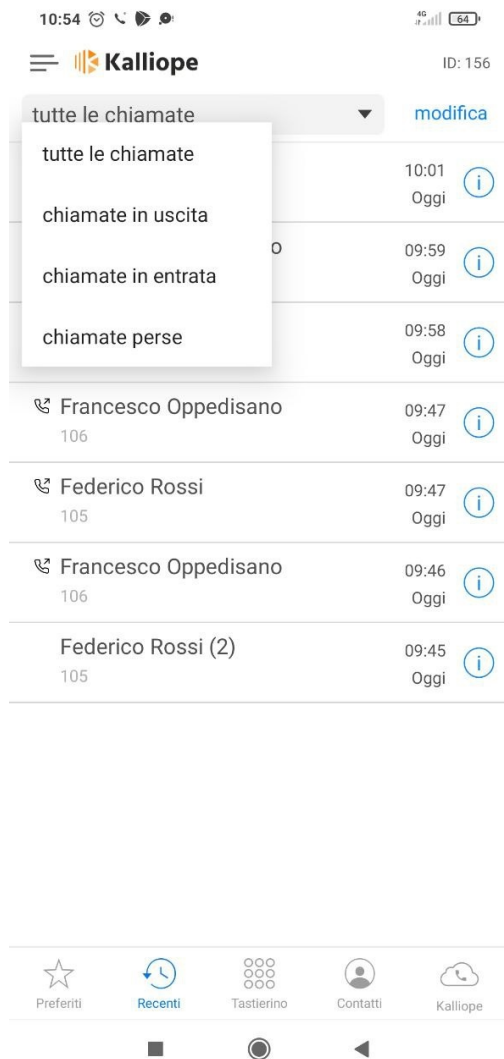 10:54
4G
64
Kalliope
ID: 156
tutte le chiamate
modifica
tutte le chiamate
chiamate in uscita
chiamate in entrata
chiamate perse
10:01
Oggi
i
o
09:59
Oggi
i
09:58
Oggi
i
Francesco Oppedisano
106
09:47
Oggi
i
Federico Rossi
105
09:47
Oggi
i
Francesco Oppedisano
106
09:46
Oggi
i
Federico Rossi (2)
105
09:45
Oggi
i
Preferiti
Recenti
Tastierino
Contatti
Kalliope